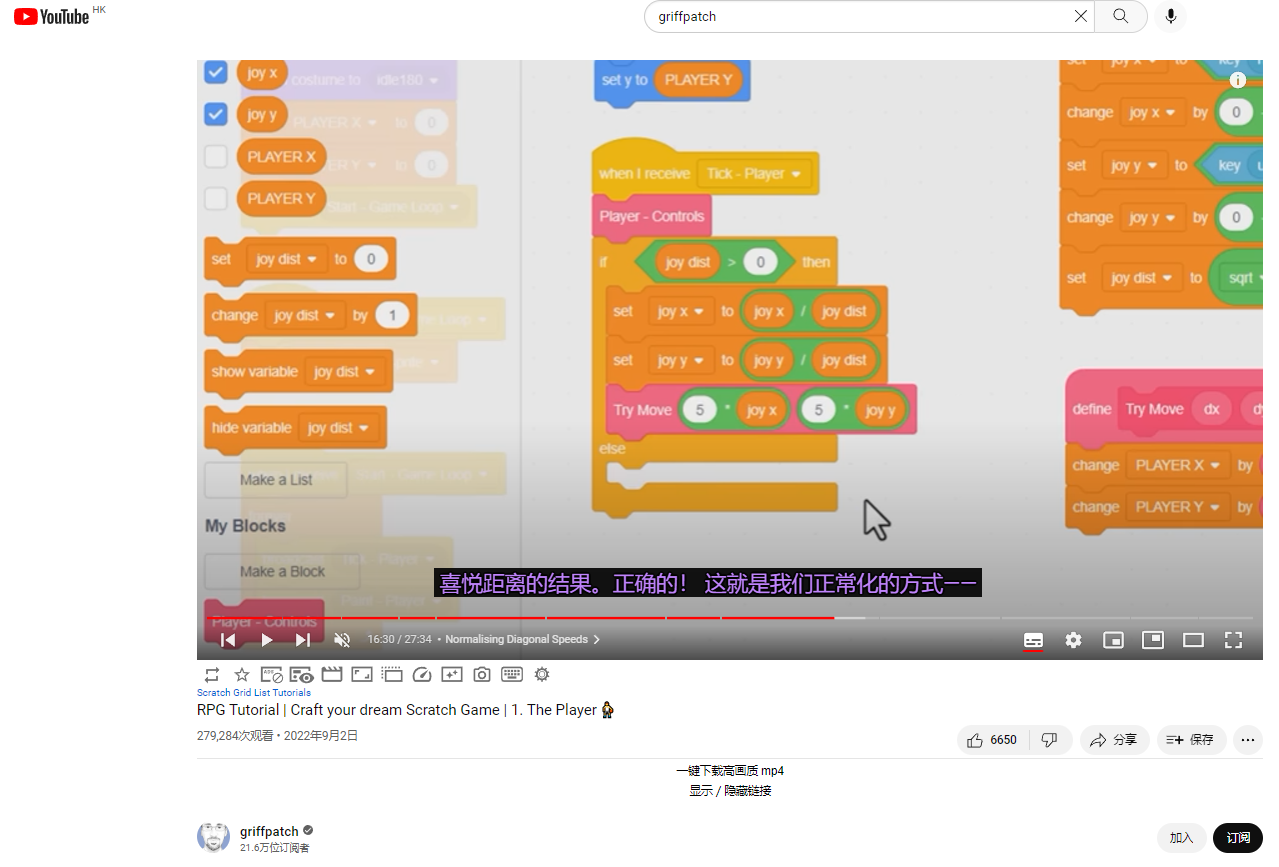 YouTube HK
griffpatch
joy x
costume to idle180
joy y
PLAYER X to 0
PLAYER X
PLAYER Y
Start - Game Loop
set joy dist to 0
change joy dist by 1
show variable joy dist
hide variable joy dist
Make a List
My Blocks
Make a Block
Player - Controls
set y to PLAYER Y
when I receive Tick - Player
Player - Controls
if joy dist > 0 then
set joy x to joy x / joy dist
set joy y to joy y / joy dist
Try Move 5 * joy x 5 * joy y
else
set joy x to key
change joy x by 0
set joy y to key
change joy y by 0
set joy dist to sqrt
define Try Move dx
change PLAYER X by
change PLAYER Y by
喜悦距离的结果。正确的！ 这就是我们正常化的方式——
16:30 / 27:34 • Normalising Diagonal Speeds
Scratch Grid List Tutorials
RPG Tutorial | Craft your dream Scratch Game | 1. The Player
279,284次观看 • 2022年9月2日
6650
分享
保存
一键下载高画质 mp4
显示 / 隐藏链接
griffpatch
21.6万位订阅者
加入
订阅